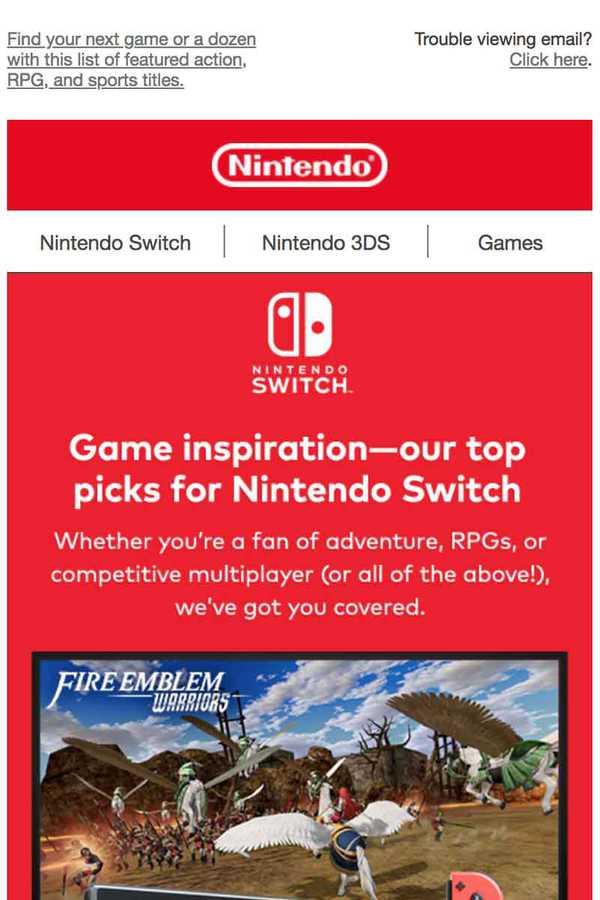 Find your next game or a dozen
with this list of featured action,
RPG, and sports titles.
Trouble viewing email?
Click here.
Nintendo®
Nintendo Switch
Nintendo 3DS
Games
NINTENDO
SWITCH™
Game inspiration—our top
picks for Nintendo Switch
Whether you’re a fan of adventure, RPGs, or
competitive multiplayer (or all of the above!),
we’ve got you covered.
FIRE EMBLEM
WARRIORS